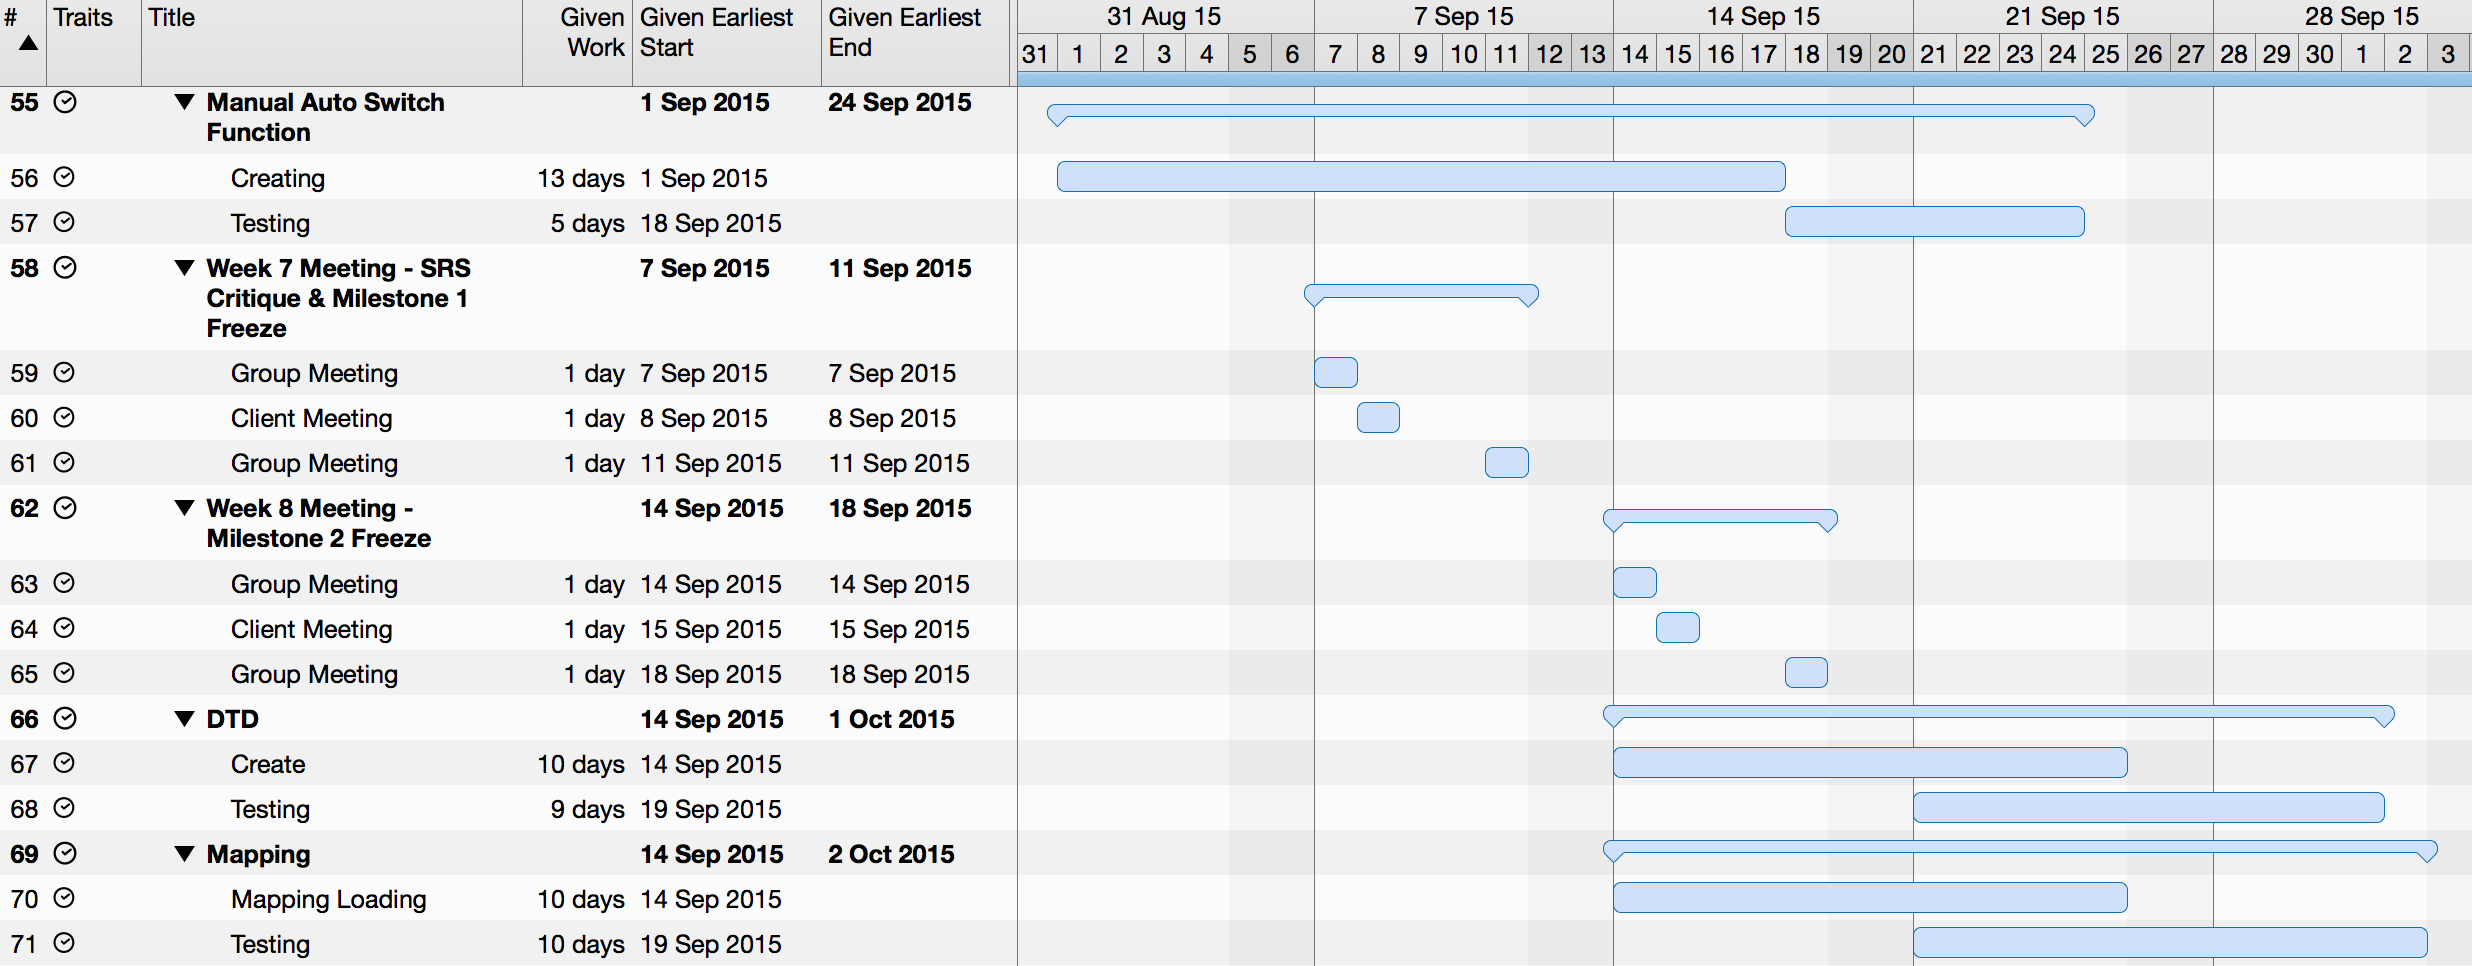 # Traits Title Given Work Given Earliest Start Given Earliest End 31 Aug 15 7 Sep 15 14 Sep 15 21 Sep 15 28 Sep 15
31 1 2 3 4 5 6 7 8 9 10 11 12 13 14 15 16 17 18 19 20 21 22 23 24 25 26 27 28 29 30 1 2 3
55 Manual Auto Switch 1 Sep 2015 24 Sep 2015
Function
56 Creating 13 days 1 Sep 2015
57 Testing 5 days 18 Sep 2015
58 Week 7 Meeting - SRS 7 Sep 2015 11 Sep 2015
Critique & Milestone 1
Freeze
59 Group Meeting 1 day 7 Sep 2015 7 Sep 2015
60 Client Meeting 1 day 8 Sep 2015 8 Sep 2015
61 Group Meeting 1 day 11 Sep 2015 11 Sep 2015
62 Week 8 Meeting - 14 Sep 2015 18 Sep 2015
Milestone 2 Freeze
63 Group Meeting 1 day 14 Sep 2015 14 Sep 2015
64 Client Meeting 1 day 15 Sep 2015 15 Sep 2015
65 Group Meeting 1 day 18 Sep 2015 18 Sep 2015
66 DTD 14 Sep 2015 1 Oct 2015
67 Create 10 days 14 Sep 2015
68 Testing 9 days 19 Sep 2015
69 Mapping 14 Sep 2015 2 Oct 2015
70 Mapping Loading 10 days 14 Sep 2015
71 Testing 10 days 19 Sep 2015